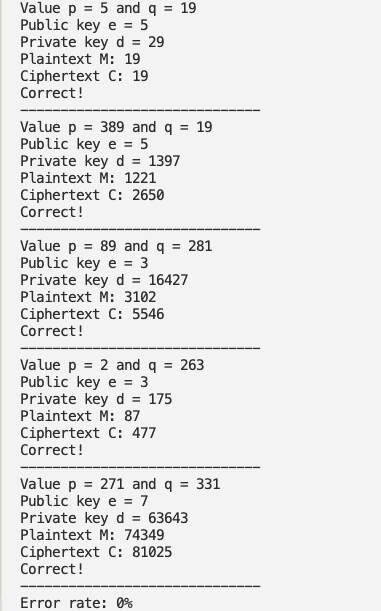 Value p = 5 and q = 19
Public key e = 5
Private key d = 29
Plaintext M: 19
Ciphertext C: 19
Correct!
------------------------------
Value p = 389 and q = 19
Public key e = 5
Private key d = 1397
Plaintext M: 1221
Ciphertext C: 2650
Correct!
------------------------------
Value p = 89 and q = 281
Public key e = 3
Private key d = 16427
Plaintext M: 3102
Ciphertext C: 5546
Correct!
------------------------------
Value p = 2 and q = 263
Public key e = 3
Private key d = 175
Plaintext M: 87
Ciphertext C: 477
Correct!
------------------------------
Value p = 271 and q = 331
Public key e = 7
Private key d = 63643
Plaintext M: 74349
Ciphertext C: 81025
Correct!
------------------------------
Error rate: 0%